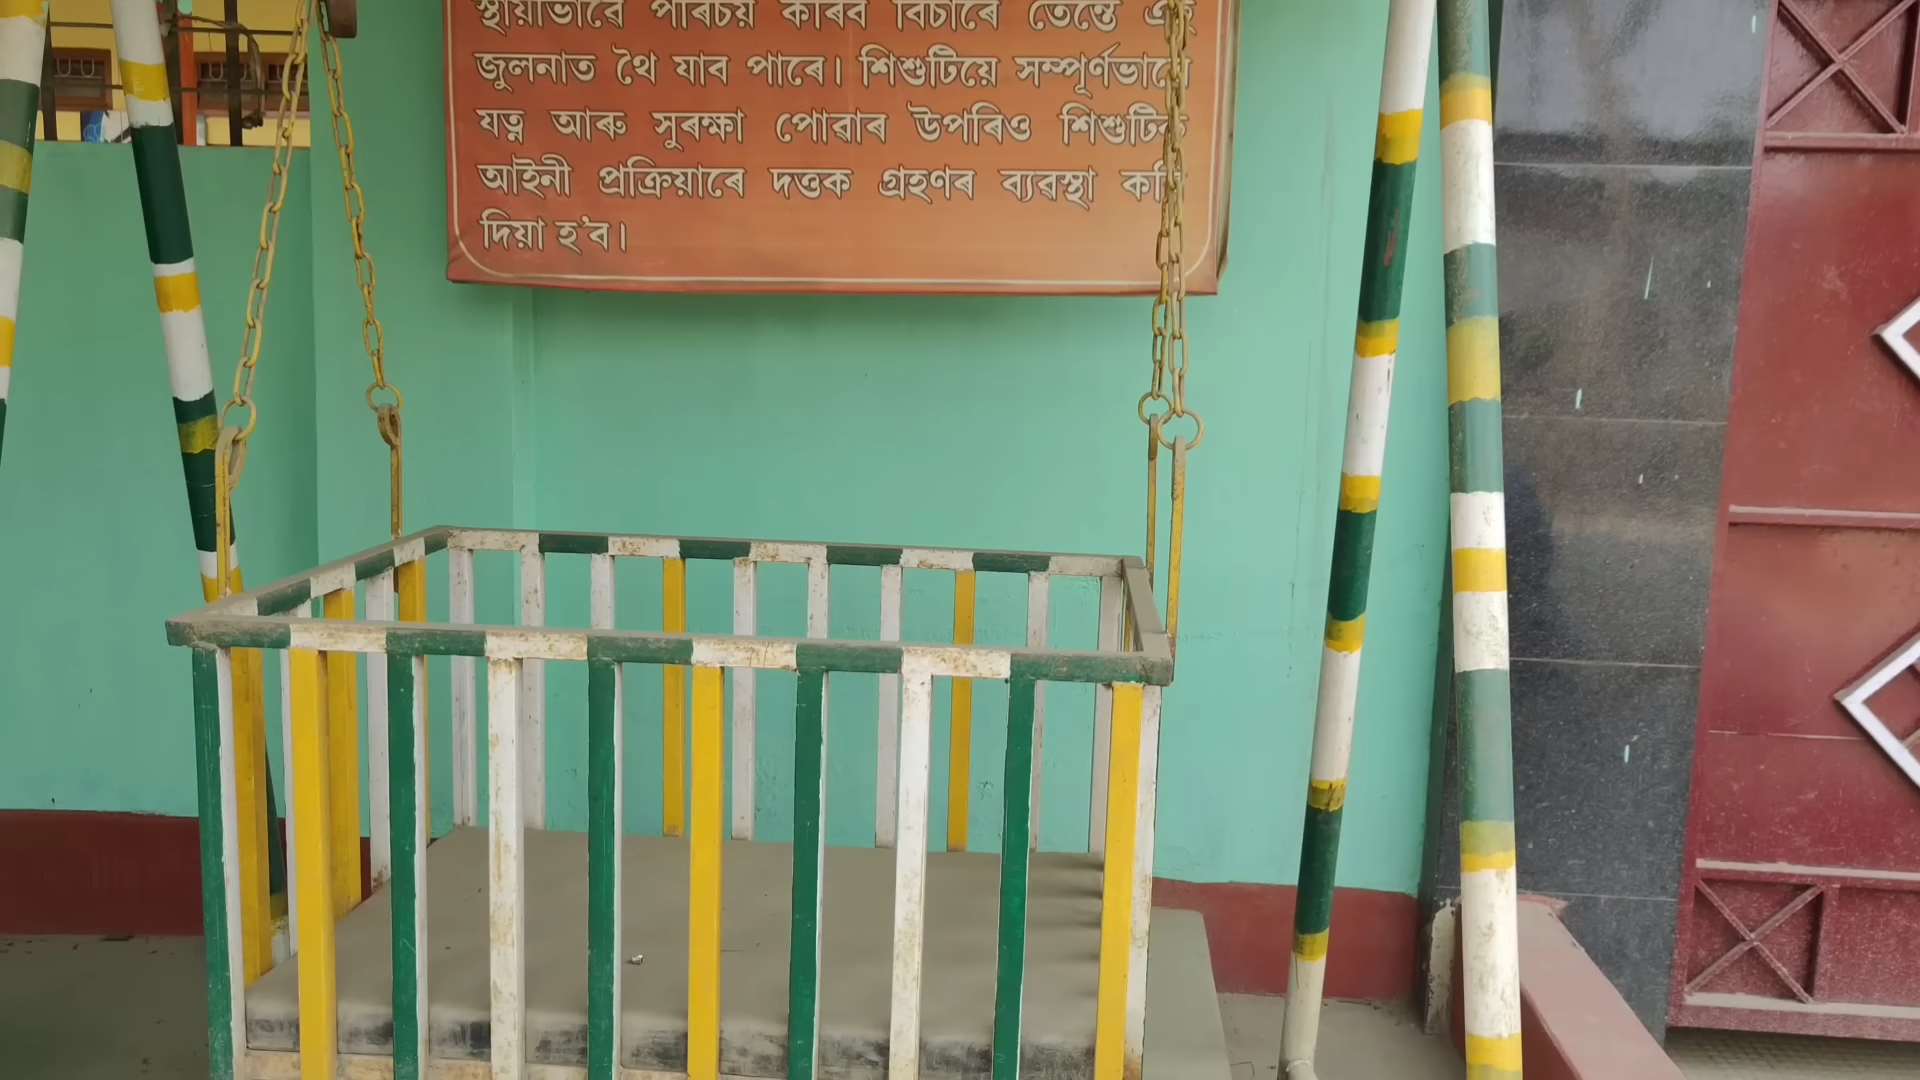 স্থায়ীভাৱে পৰিচয় কৰিব বিচাৰে তেন্তে এই
জুলনাত থৈ যাব পাৰে। শিশুটিয়ে সম্পূৰ্ণভাৱে
যত্ন আৰু সুৰক্ষা পোৱাৰ উপৰিও শিশুটিক
আইনী প্ৰক্ৰিয়াৰে দত্তক গ্ৰহণৰ ব্যৱস্থা কৰি
দিয়া হ'ব।